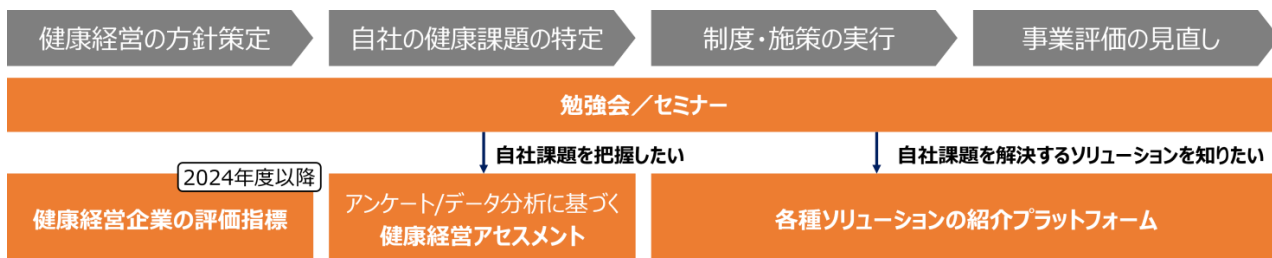 健康経営の方針策定
自社の健康課題の特定
制度・施策の実行
事業評価の見直し
勉強会／セミナー
自社課題を把握したい
自社課題を解決するソリューションを知りたい
2024年度以降
健康経営企業の評価指標
アンケート/データ分析に基づく
健康経営アセスメント
各種ソリューションの紹介プラットフォーム